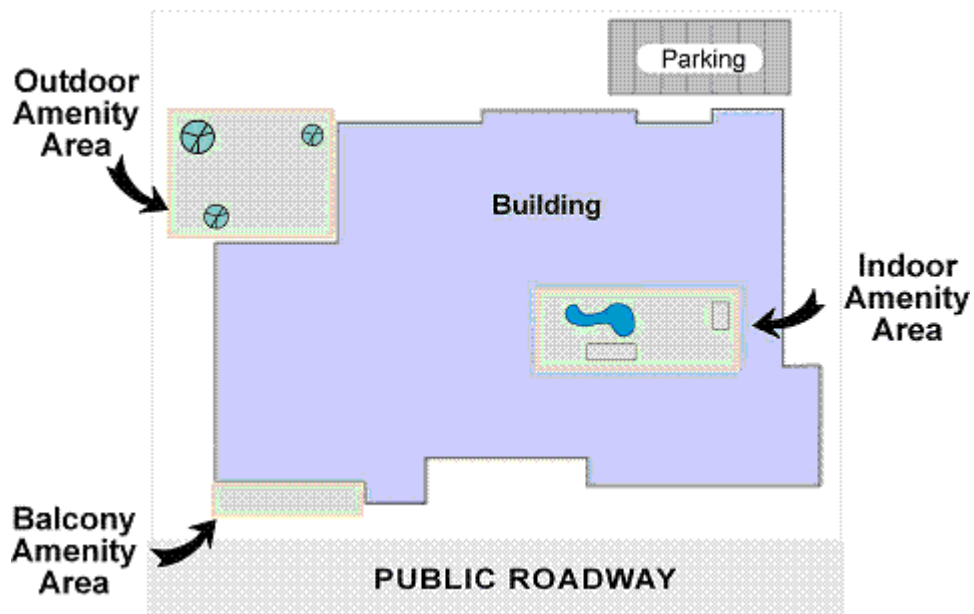 Parking
Outdoor
Amenity
Area
Building
Indoor
Amenity
Area
Balcony
Amenity
Area
PUBLIC ROADWAY